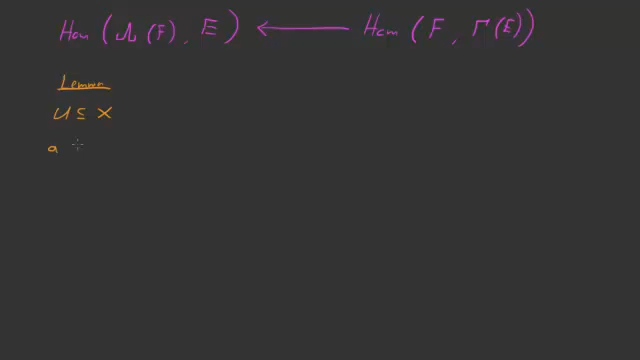 Hom ( Λ (F) , E ) ← Hom ( F , Γ(E) )
Lemma
U ⊆ X
a